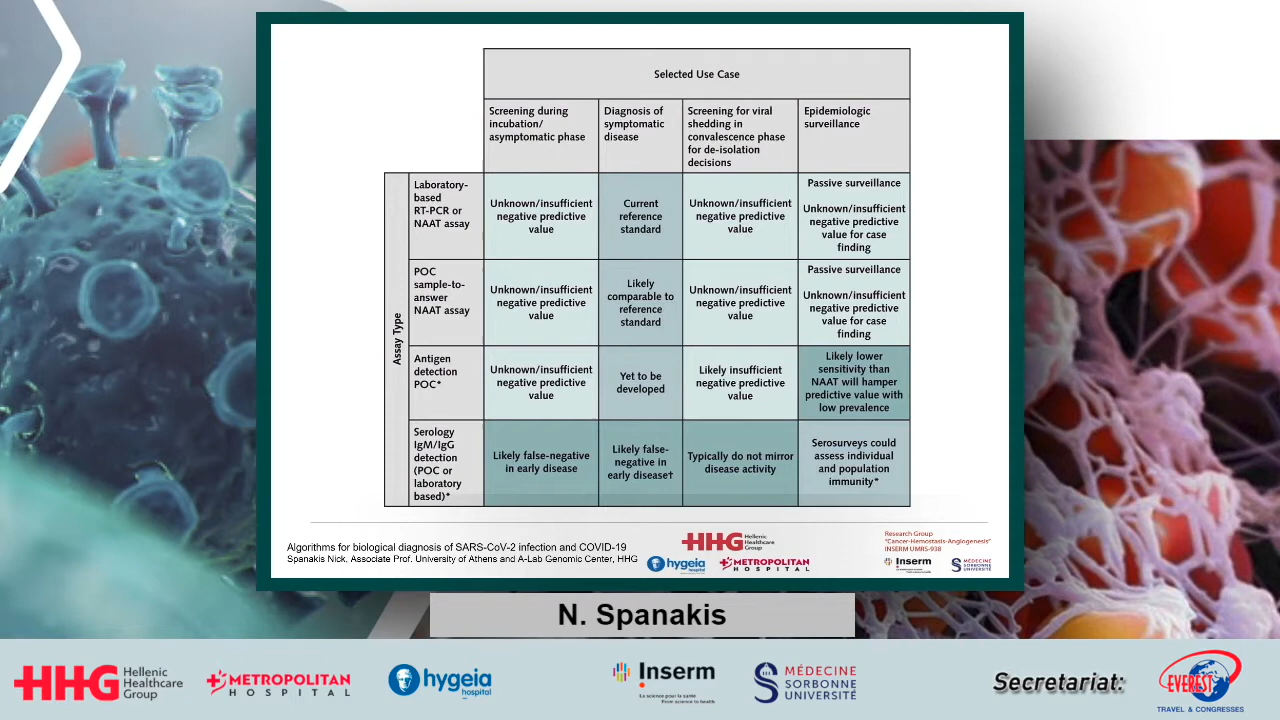 Selected Use Case
Screening during
incubation/
asymptomatic phase
Diagnosis of
symptomatic
disease
Screening for viral
shedding in
convalescence phase
for de-isolation
decisions
Epidemiologic
surveillance
Assay Type
Laboratory-
based
RT-PCR or
NAAT assay
Unknown/insufficient
negative predictive
value
Current
reference
standard
Unknown/insufficient
negative predictive
value
Passive surveillance
Unknown/insufficient
negative predictive
value for case
finding
POC
sample-to-
answer
NAAT assay
Unknown/insufficient
negative predictive
value
Likely
comparable to
reference
standard
Unknown/insufficient
negative predictive
value
Passive surveillance
Unknown/insufficient
negative predictive
value for case
finding
Antigen
detection
POC*
Unknown/insufficient
negative predictive
value
Yet to be
developed
Likely insufficient
negative predictive
value
Likely lower
sensitivity than
NAAT will hamper
predictive value with
low prevalence
Serology
IgM/IgG
detection
(POC or
laboratory
based)*
Likely false-negative
in early disease
Likely false-
negative in
early disease†
Typically do not mirror
disease activity
Serosurveys could
assess individual
and population
immunity*
Algorithms for biological diagnosis of SARS-CoV-2 infection and COVID-19
Spanakis Nick, Associate Prof. University of Athens and A-Lab Genomic Center, HHG
HHG Hellenic
Healthcare
Group
hygeia
hospital
METROPOLITAN
HOSPITAL
Research Group
"Cancer-Hemostasis-Angiogenesis"
INSERM UMRS-938
Inserm
MÉDECINE
SORBONNE
UNIVERSITÉ
N. Spanakis
HHG Hellenic
Healthcare
Group
METROPOLITAN
HOSPITAL
hygeia
hospital
Inserm
La science pour la santé
From science to health
MÉDECINE
SORBONNE
UNIVERSITÉ
Secretariat:
EVEREST
TRAVEL & CONGRESSES